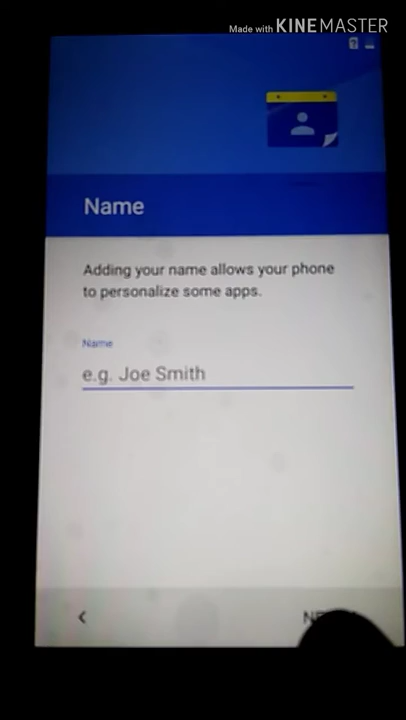 Made with KINEMASTER
Name
Adding your name allows your phone
to personalize some apps.
Name
e.g. Joe Smith